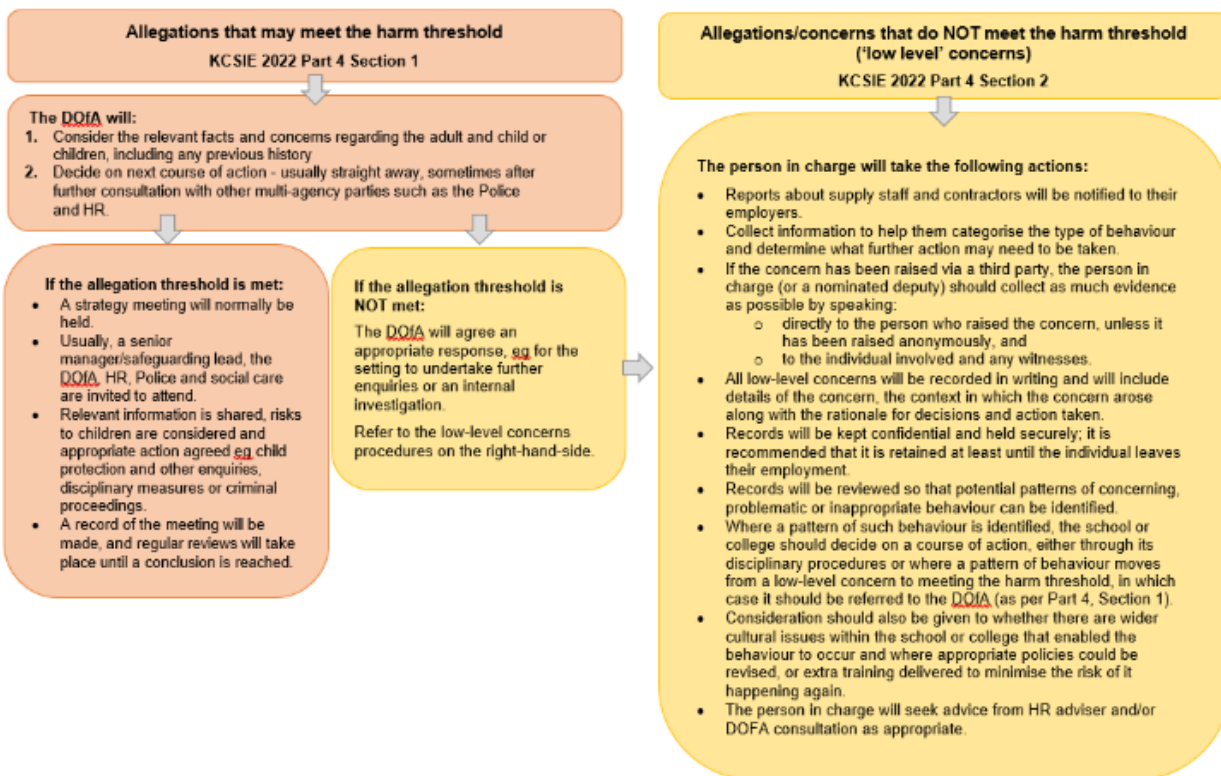 Allegations that may meet the harm threshold
KCSIE 2022 Part 4 Section 1
The DOfA will:
1. Consider the relevant facts and concerns regarding the adult and child or
children, including any previous history
2. Decide on next course of action - usually straight away, sometimes after
further consultation with other multi-agency parties such as the Police
and HR.
If the allegation threshold is met:
• A strategy meeting will normally be
held.
• Usually, a senior
manager/safeguarding lead, the
DOfA, HR, Police and social care
are invited to attend.
• Relevant information is shared, risks
to children are considered and
appropriate action agreed eg child
protection and other enquiries,
disciplinary measures or criminal
proceedings.
• A record of the meeting will be
made, and regular reviews will take
place until a conclusion is reached.
If the allegation threshold is
NOT met:
The DOfA will agree an
appropriate response, eg for the
setting to undertake further
enquiries or an internal
investigation.
Refer to the low-level concerns
procedures on the right-hand-side.
Allegations/concerns that do NOT meet the harm threshold
('low level' concerns)
KCSIE 2022 Part 4 Section 2
The person in charge will take the following actions:
• Reports about supply staff and contractors will be notified to their
employers.
• Collect information to help them categorise the type of behaviour
and determine what further action may need to be taken.
• If the concern has been raised via a third party, the person in
charge (or a nominated deputy) should collect as much evidence
as possible by speaking:
o directly to the person who raised the concern, unless it
has been raised anonymously, and
o to the individual involved and any witnesses.
• All low-level concerns will be recorded in writing and will include
details of the concern, the context in which the concern arose
along with the rationale for decisions and action taken.
• Records will be kept confidential and held securely; it is
recommended that it is retained at least until the individual leaves
their employment.
• Records will be reviewed so that potential patterns of concerning,
problematic or inappropriate behaviour can be identified.
• Where a pattern of such behaviour is identified, the school or
college should decide on a course of action, either through its
disciplinary procedures or where a pattern of behaviour moves
from a low-level concern to meeting the harm threshold, in which
case it should be referred to the DOfA (as per Part 4, Section 1).
• Consideration should also be given to whether there are wider
cultural issues within the school or college that enabled the
behaviour to occur and where appropriate policies could be
revised, or extra training delivered to minimise the risk of it
happening again.
• The person in charge will seek advice from HR adviser and/or
DOFA consultation as appropriate.